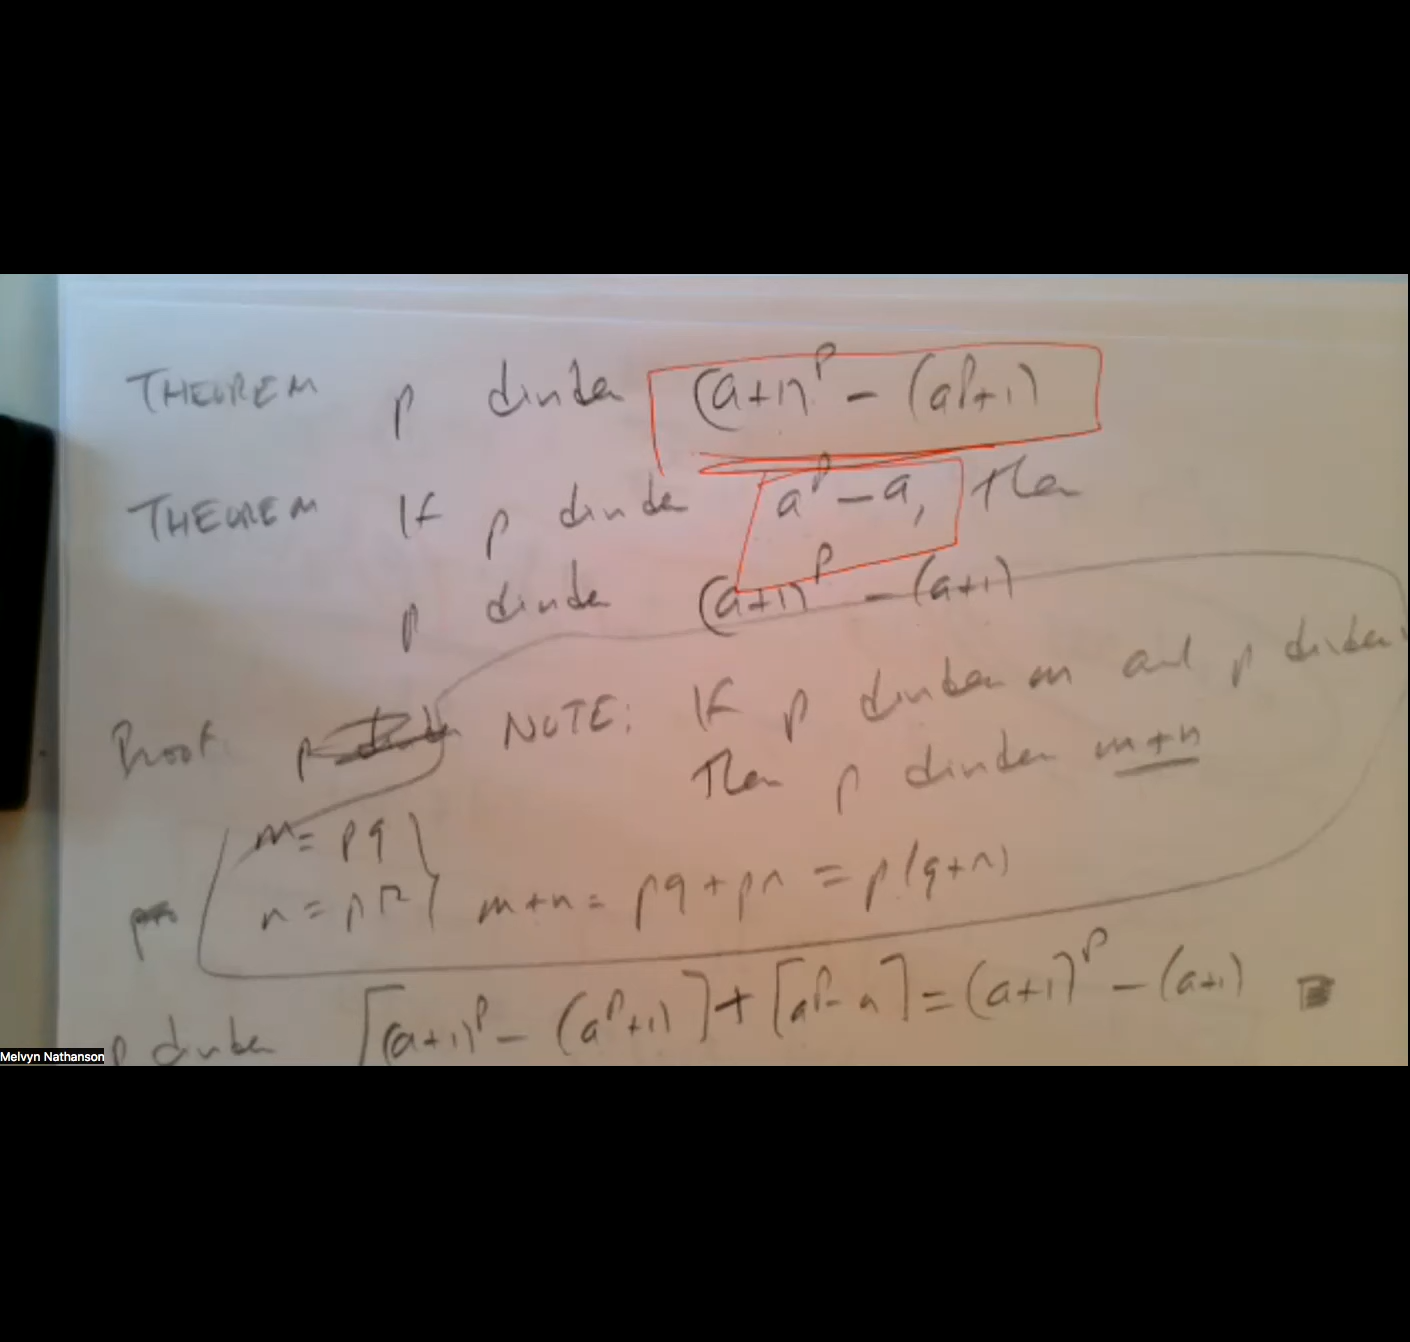 THEOREM p divides (a+1)^p - (a^p+1)
THEOREM If p divides a^p - a, then
p divides (a+1)^p - (a+1)
Proof. p NOTE: If p divides m and p divides
Then p divides m+n
m = pq
n = pr } m+n = pq + pr = p(q+r)
p divides [(a+1)^p - (a^p+1)] + [a^p - a] = (a+1)^p - (a+1)
Melvyn Nathanson